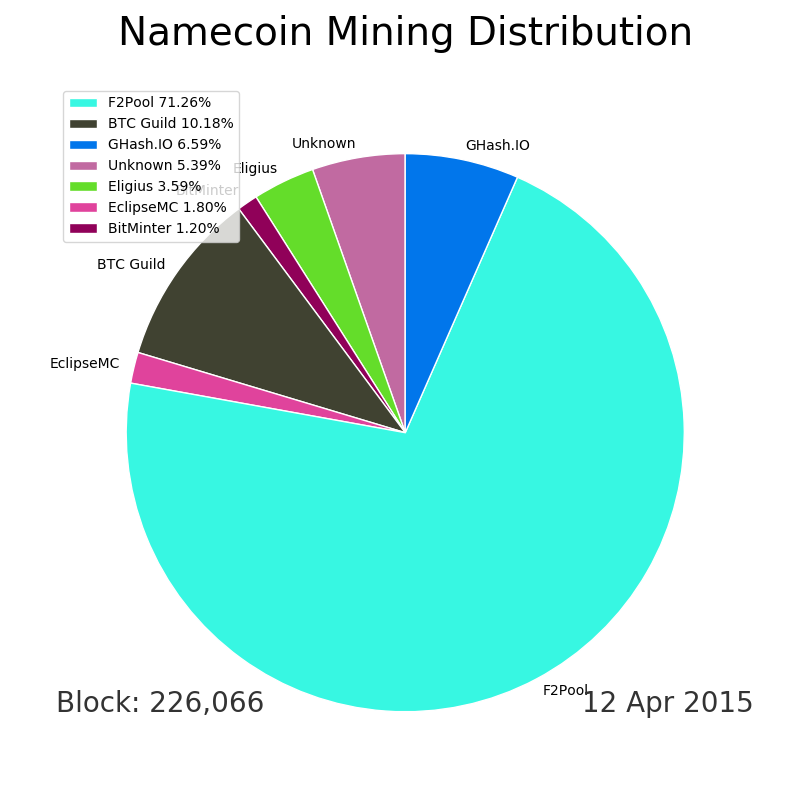 Namecoin Mining Distribution
F2Pool 71.26%
BTC Guild 10.18%
GHash.IO 6.59%
Unknown 5.39%
Eligius 3.59%
EclipseMC 1.80%
BitMinter 1.20%
Unknown
GHash.IO
Eligius
BitMinter
BTC Guild
EclipseMC
F2Pool
Block: 226,066
12 Apr 2015